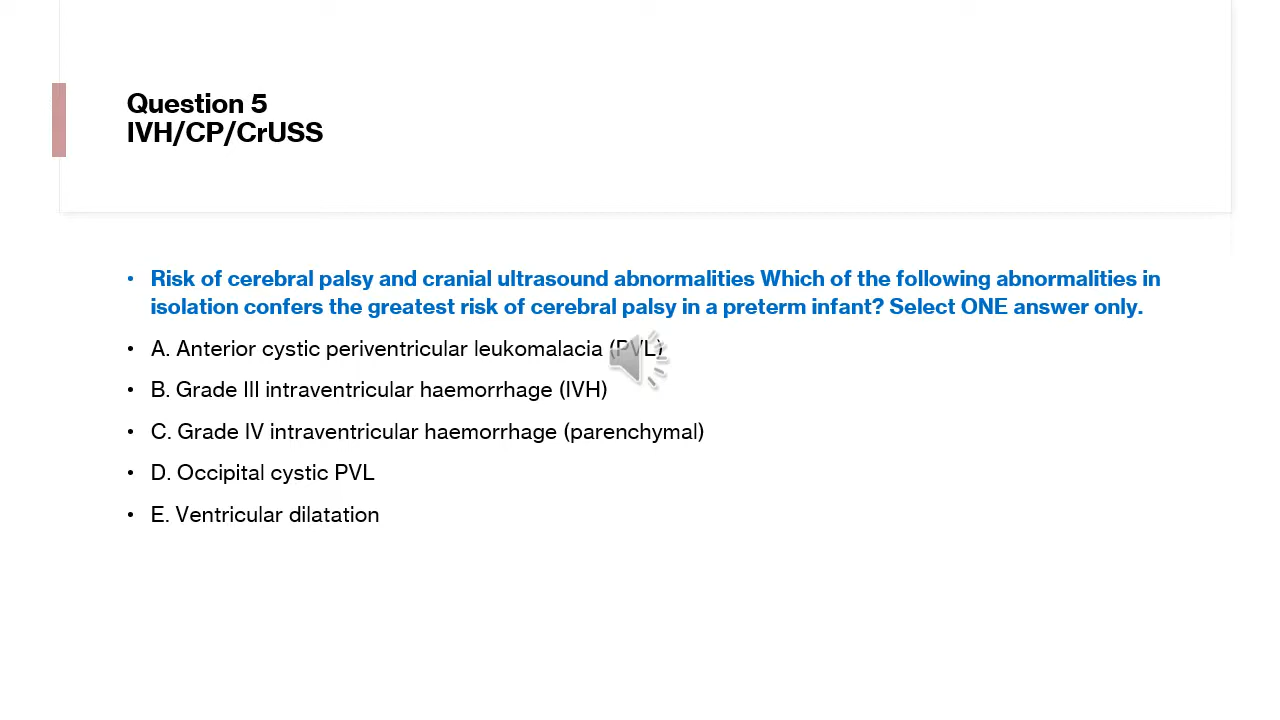 Question 5
IVH/CP/CrUSS
• Risk of cerebral palsy and cranial ultrasound abnormalities Which of the following abnormalities in
isolation confers the greatest risk of cerebral palsy in a preterm infant? Select ONE answer only.
• A. Anterior cystic periventricular leukomalacia (PVL)
• B. Grade III intraventricular haemorrhage (IVH)
• C. Grade IV intraventricular haemorrhage (parenchymal)
• D. Occipital cystic PVL
• E. Ventricular dilatation